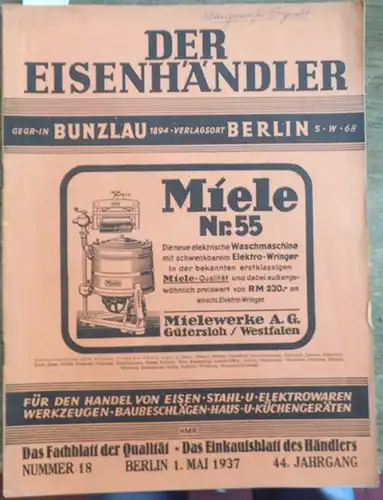 DER
EISENHÄNDLER
GEGR·IN BUNZLAU 1894·VERLAGSORT BERLIN S·W·68
Miele
Nr. 55
Die neue elektrische Waschmaschine
mit schwenkbarem Elektro-Wringer
in der bekannten erstklassigen
Miele-Qualität und dabei außerge-
wöhnlich preiswert von RM 230.- an
einschl. Elektro-Wringer
Mielewerke A.G.
Gütersloh / Westfalen
FÜR DEN HANDEL VON EISEN·STAHL·U·ELEKTROWAREN
WERKZEUGEN·BAUBESCHLÄGEN·HAUS·U·KÜCHENGERÄTEN
Das Fachblatt der Qualität · Das Einkaufsblatt des Händlers
NUMMER 18 BERLIN 1. MAI 1937 44. JAHRGANG